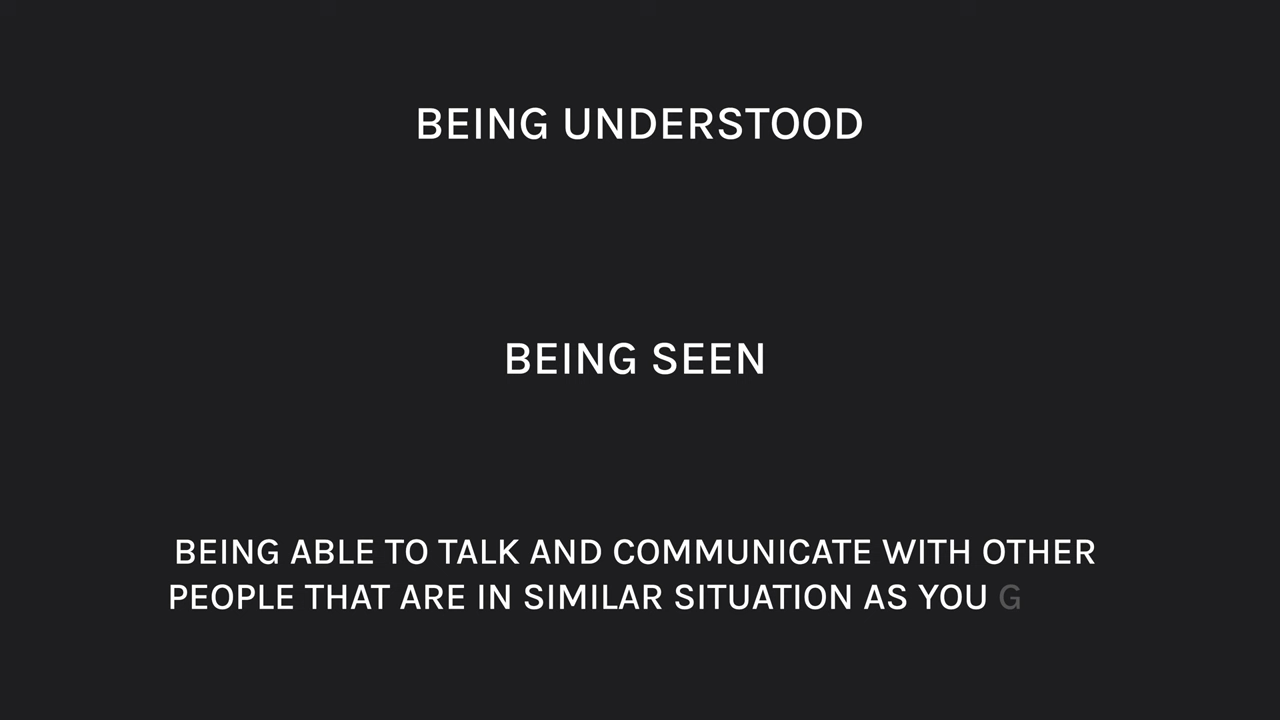 BEING UNDERSTOOD
BEING SEEN
BEING ABLE TO TALK AND COMMUNICATE WITH OTHER
PEOPLE THAT ARE IN SIMILAR SITUATION AS YOU G